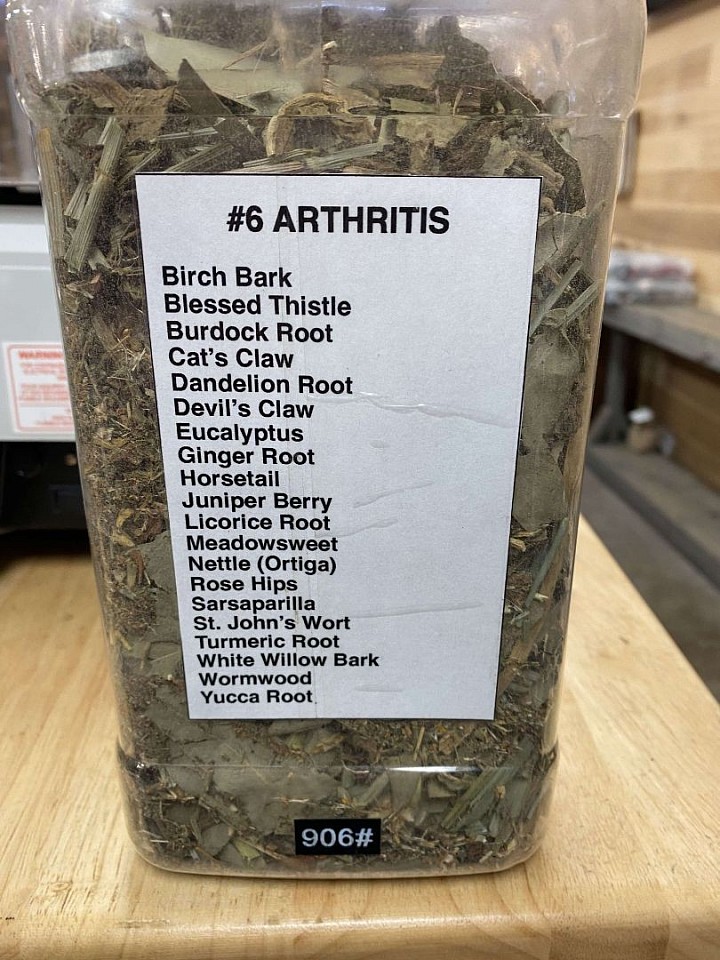 #6 ARTHRITIS
Birch Bark
Blessed Thistle
Burdock Root
Cat's Claw
Dandelion Root
Devil's Claw
Eucalyptus
Ginger Root
Horsetail
Juniper Berry
Licorice Root
Meadowsweet
Nettle (Ortiga)
Rose Hips
Sarsaparilla
St. John's Wort
Turmeric Root
White Willow Bark
Wormwood
Yucca Root
906#
WARNING